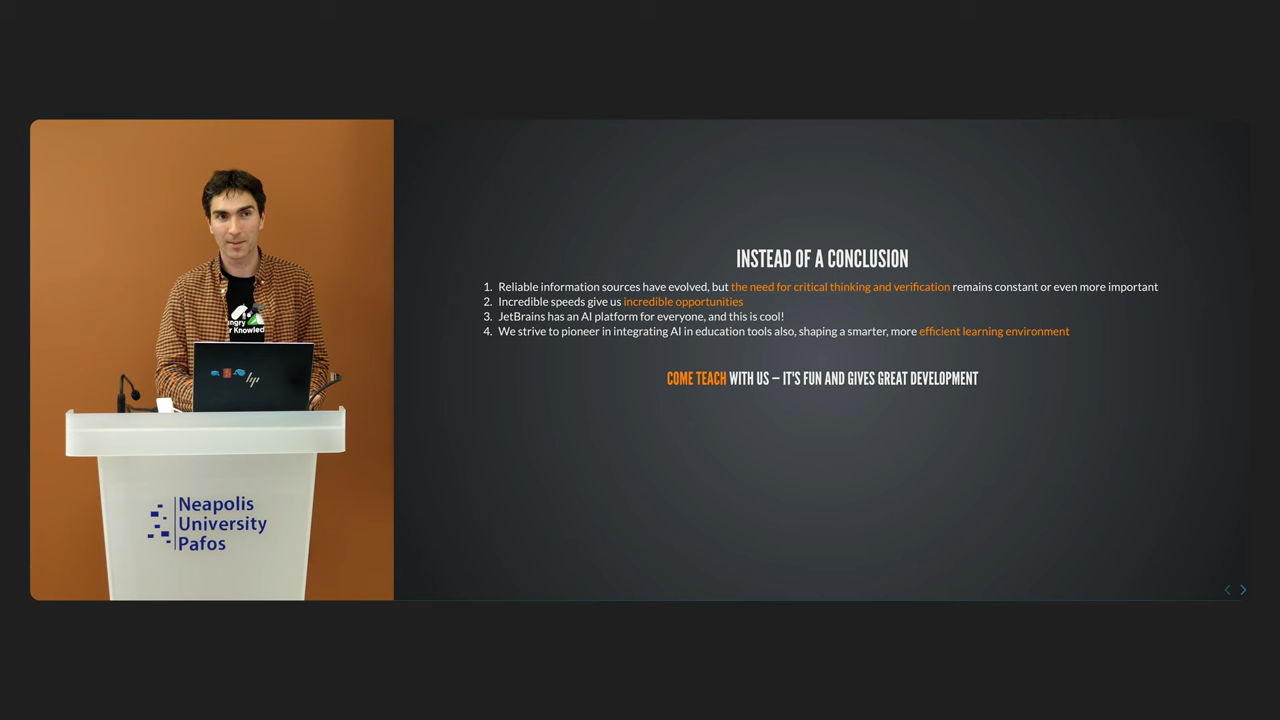 ngry
r Knowled
hp
Neapolis
University
Pafos
INSTEAD OF A CONCLUSION
1. Reliable information sources have evolved, but the need for critical thinking and verification remains constant or even more important
2. Incredible speeds give us incredible opportunities
3. JetBrains has an AI platform for everyone, and this is cool!
4. We strive to pioneer in integrating AI in education tools also, shaping a smarter, more efficient learning environment
COME TEACH WITH US – IT'S FUN AND GIVES GREAT DEVELOPMENT